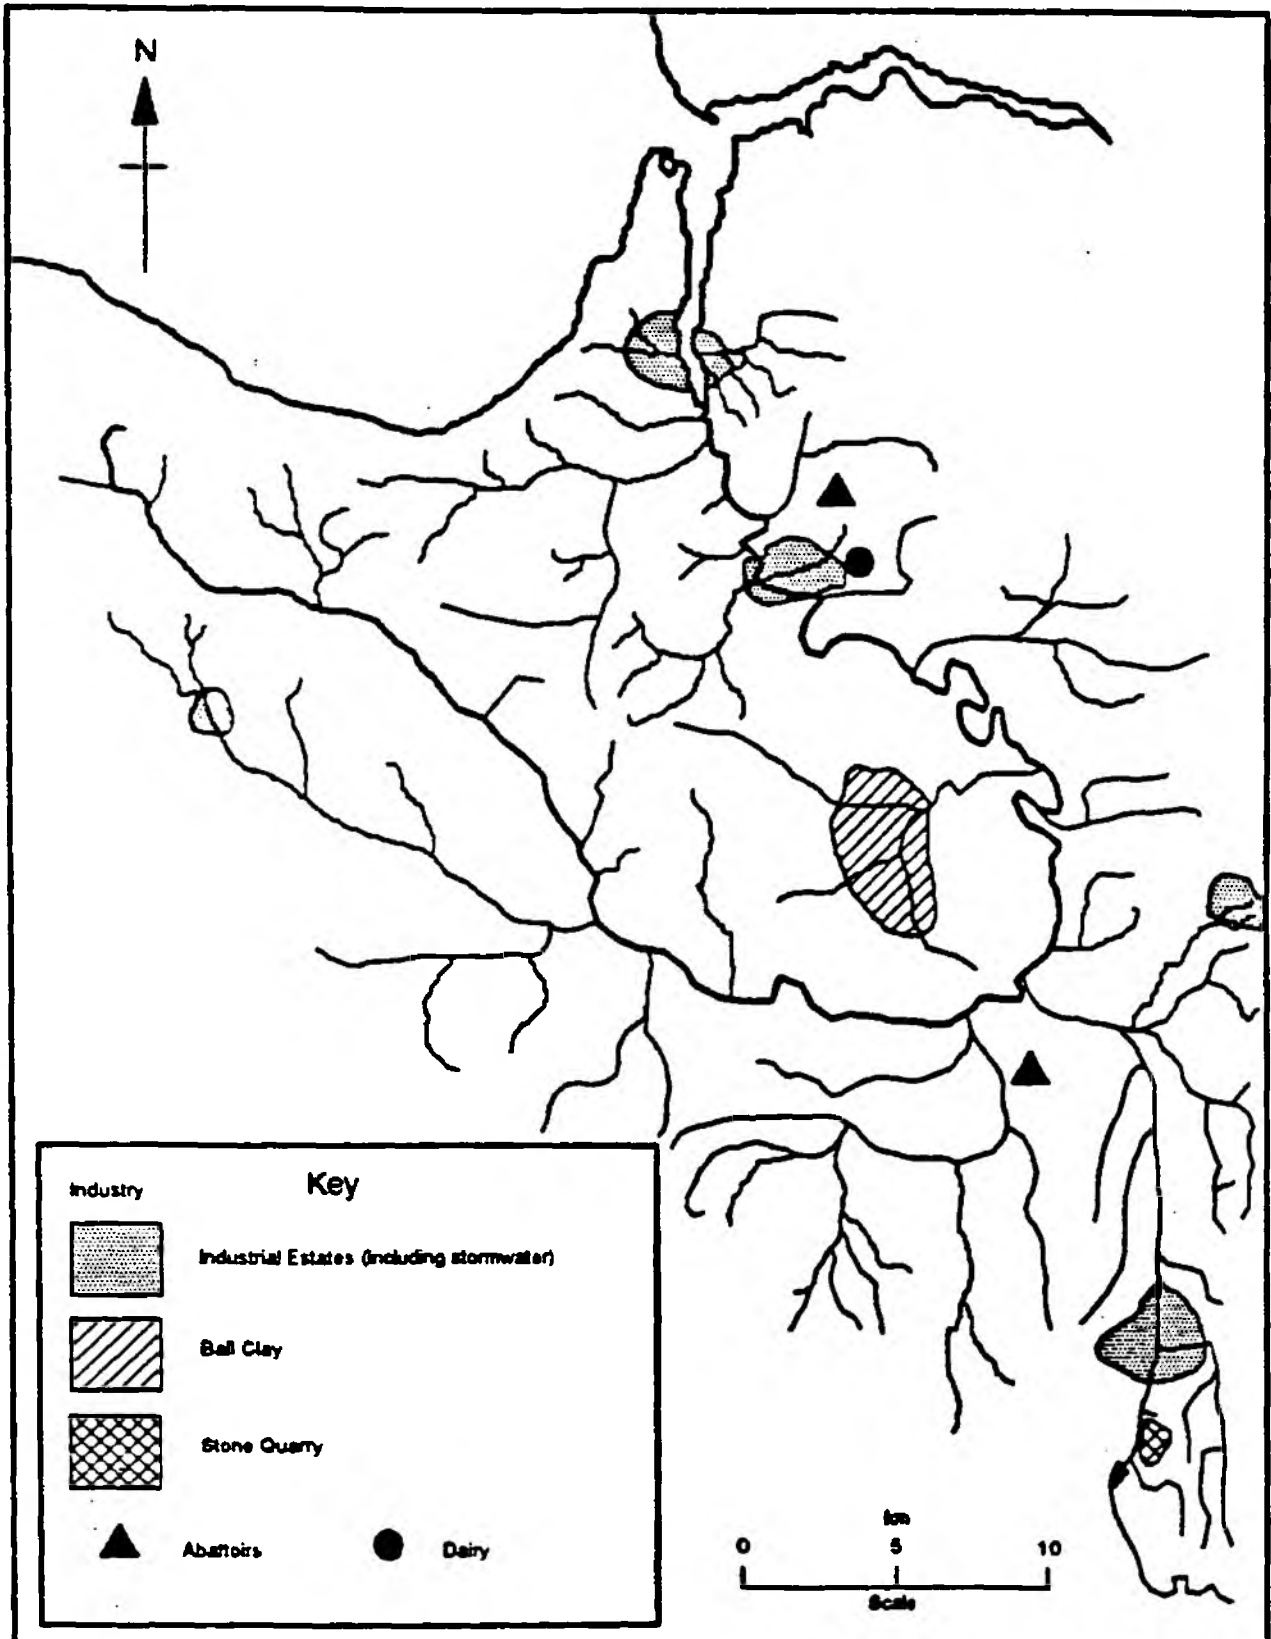 N
Key
Industry
Industrial Estates (including stormwater)
Ball Clay
Stone Quarry
Abattoirs
Dairy
km
0 5 10
Scale